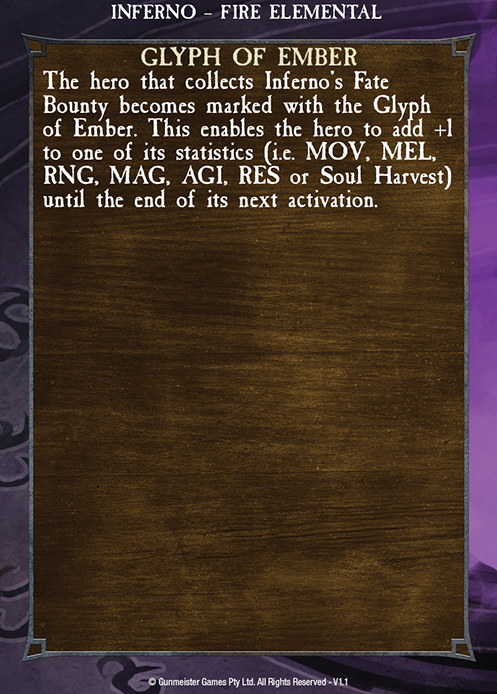 INFERNO - FIRE ELEMENTAL
GLYPH OF EMBER
The hero that collects Inferno's Fate
Bounty becomes marked with the Glyph
of Ember. This enables the hero to add +1
to one of its statistics (i.e. MOV, MEL,
RNG, MAG, AGI, RES or Soul Harvest)
until the end of its next activation.
© Gunmeister Games Pty Ltd. All Rights Reserved - V1.1